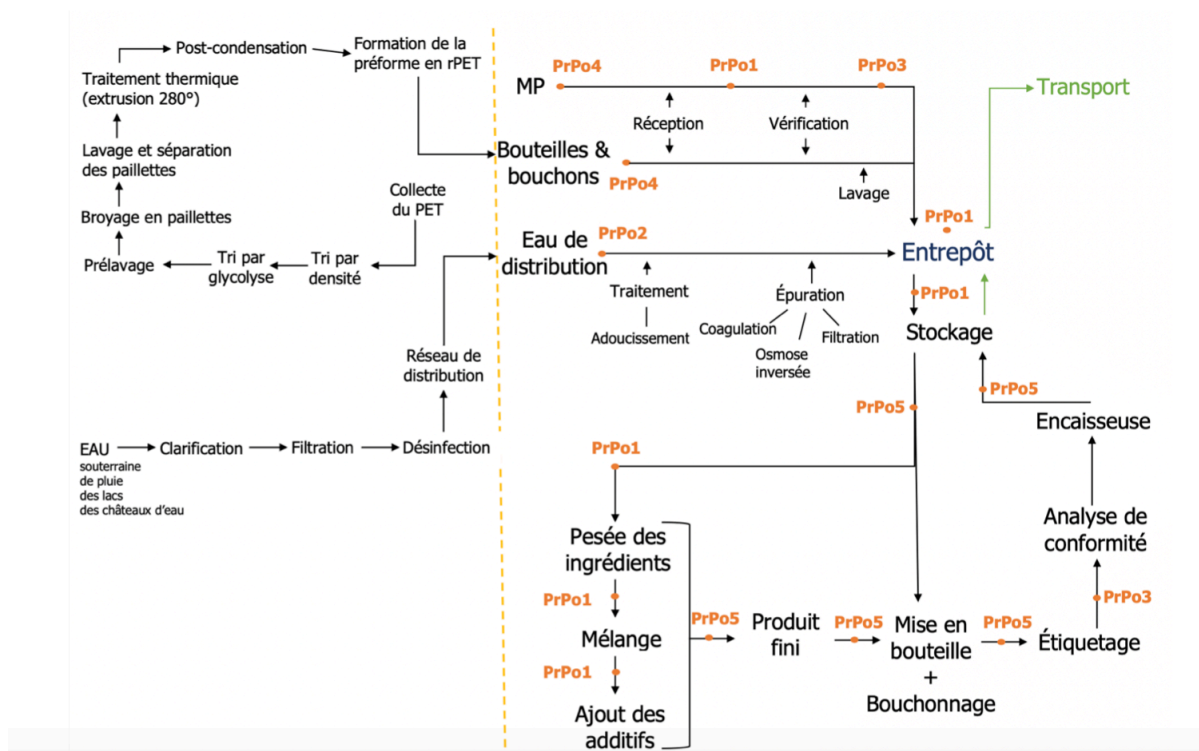 Post-condensation
Formation de la
préforme en rPET
Traitement thermique
(extrusion 280°)
Lavage et séparation
des paillettes
Broyage en paillettes
Prélavage
Tri par
glycolyse
Tri par
densité
Collecte
du PET
EAU
souterraine
de pluie
des lacs
des châteaux d'eau
Clarification
Filtration
Désinfection
Réseau de
distribution
MP
PrPo4
PrPo1
PrPo3
Réception
Vérification
Bouteilles &
bouchons
PrPo4
Lavage
Transport
PrPo1
Eau de
distribution
PrPo2
Entrepôt
Traitement
Adoucissement
Épuration
Coagulation
Osmose
inversée
Filtration
PrPo1
Stockage
PrPo5
PrPo5
Encaisseuse
PrPo1
Pesée des
ingrédients
PrPo1
Mélange
PrPo1
Ajout des
additifs
PrPo5
Produit
fini
PrPo5
Mise en
bouteille
+
Bouchonnage
PrPo5
Étiquetage
PrPo3
Analyse de
conformité